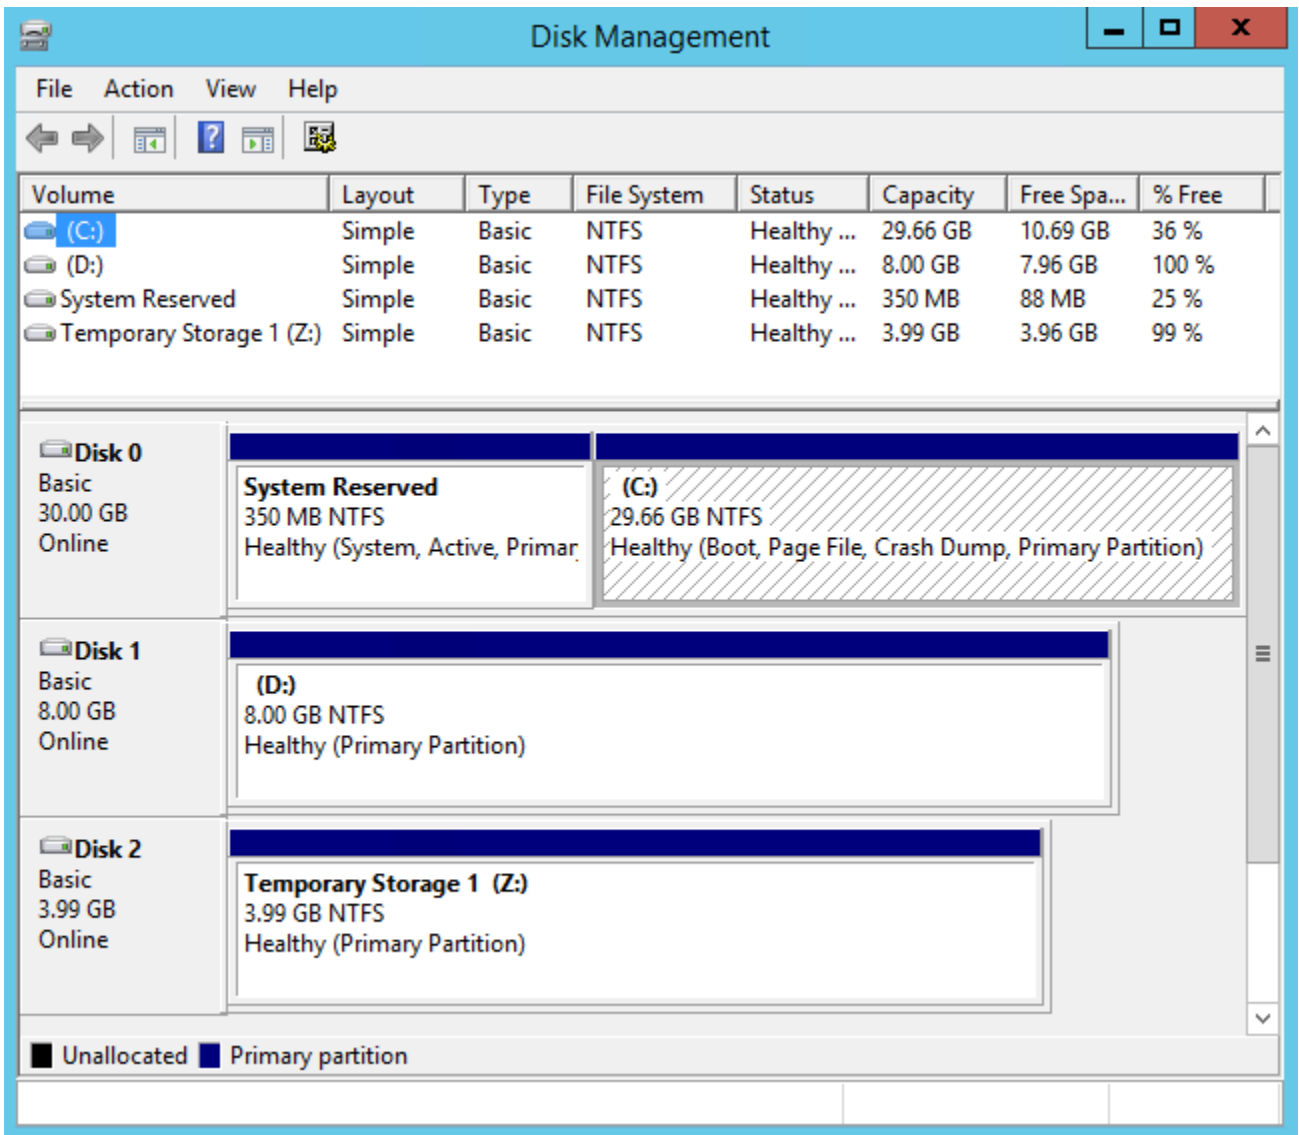 Disk Management
File Action View Help
Volume Layout Type File System Status Capacity Free Spa... % Free
(C:) Simple Basic NTFS Healthy ... 29.66 GB 10.69 GB 36 %
(D:) Simple Basic NTFS Healthy ... 8.00 GB 7.96 GB 100 %
System Reserved Simple Basic NTFS Healthy ... 350 MB 88 MB 25 %
Temporary Storage 1 (Z:) Simple Basic NTFS Healthy ... 3.99 GB 3.96 GB 99 %
Disk 0
Basic
30.00 GB
Online
System Reserved
350 MB NTFS
Healthy (System, Active, Primar
(C:)
29.66 GB NTFS
Healthy (Boot, Page File, Crash Dump, Primary Partition)
Disk 1
Basic
8.00 GB
Online
(D:)
8.00 GB NTFS
Healthy (Primary Partition)
Disk 2
Basic
3.99 GB
Online
Temporary Storage 1 (Z:)
3.99 GB NTFS
Healthy (Primary Partition)
Unallocated Primary partition